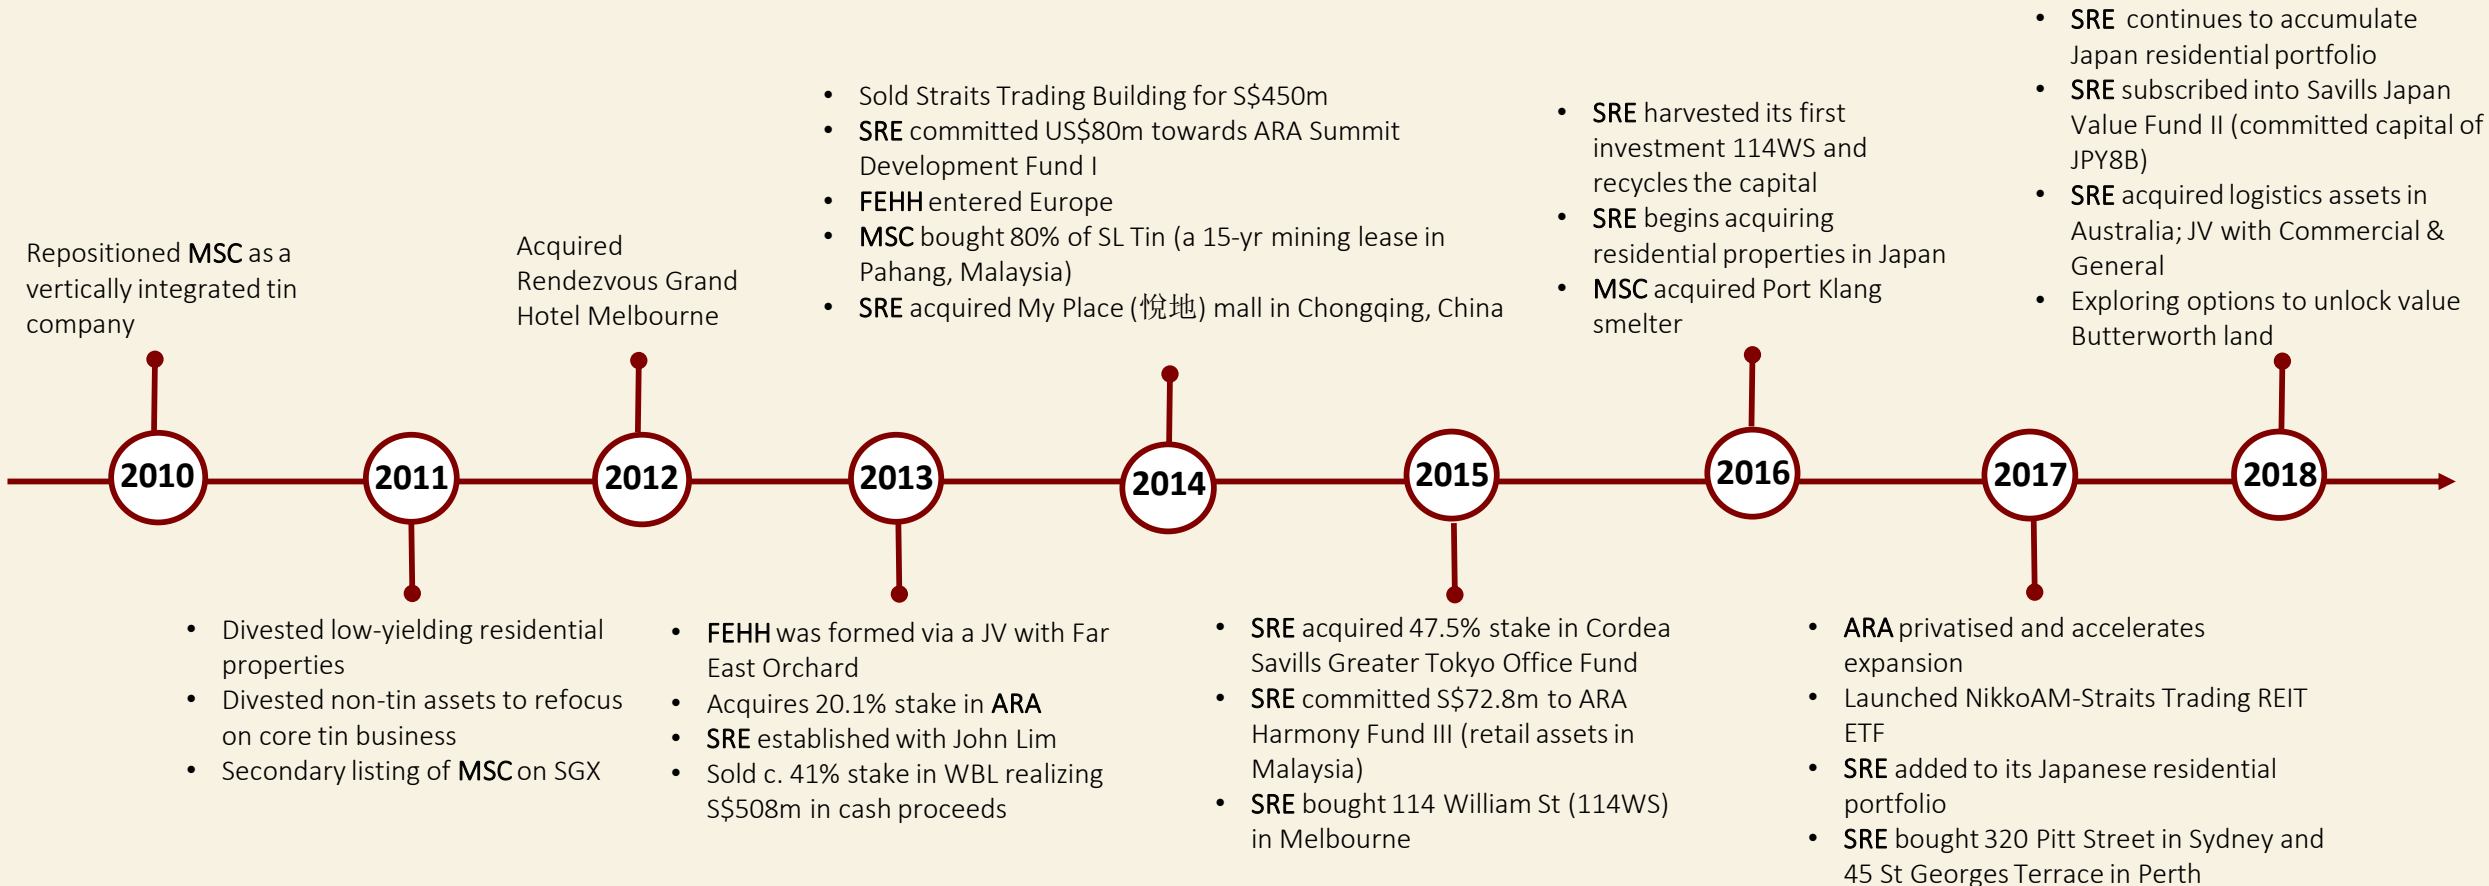 Repositioned MSC as a
vertically integrated tin
company
2010
• Divested low-yielding residential
properties
• Divested non-tin assets to refocus
on core tin business
• Secondary listing of MSC on SGX
2011
Acquired
Rendezvous Grand
Hotel Melbourne
2012
• FEHH was formed via a JV with Far
East Orchard
• Acquires 20.1% stake in ARA
• SRE established with John Lim
• Sold c. 41% stake in WBL realizing
S$508m in cash proceeds
2013
• Sold Straits Trading Building for S$450m
• SRE committed US$80m towards ARA Summit
Development Fund I
• FEHH entered Europe
• MSC bought 80% of SL Tin (a 15-yr mining lease in
Pahang, Malaysia)
• SRE acquired My Place (悅地) mall in Chongqing, China
2014
• SRE acquired 47.5% stake in Cordea
Savills Greater Tokyo Office Fund
• SRE committed S$72.8m to ARA
Harmony Fund III (retail assets in
Malaysia)
• SRE bought 114 William St (114WS)
in Melbourne
2015
• SRE harvested its first
investment 114WS and
recycles the capital
• SRE begins acquiring
residential properties in Japan
• MSC acquired Port Klang
smelter
2016
• ARA privatised and accelerates
expansion
• Launched NikkoAM-Straits Trading REIT
ETF
• SRE added to its Japanese residential
portfolio
• SRE bought 320 Pitt Street in Sydney and
45 St Georges Terrace in Perth
2017
• SRE continues to accumulate
Japan residential portfolio
• SRE subscribed into Savills Japan
Value Fund II (committed capital of
JPY8B)
• SRE acquired logistics assets in
Australia; JV with Commercial &
General
• Exploring options to unlock value
Butterworth land
2018